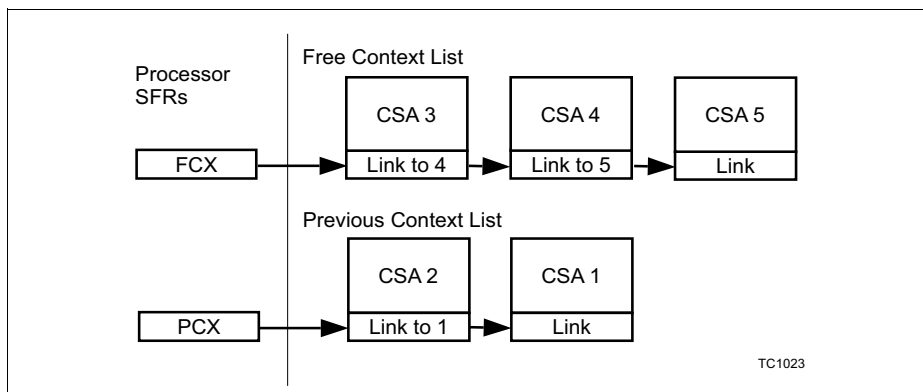 Free Context List
Processor
SFRs
CSA 3
CSA 4
CSA 5
FCX
Link to 4
Link to 5
Link
Previous Context List
CSA 2
CSA 1
PCX
Link to 1
Link
TC1023